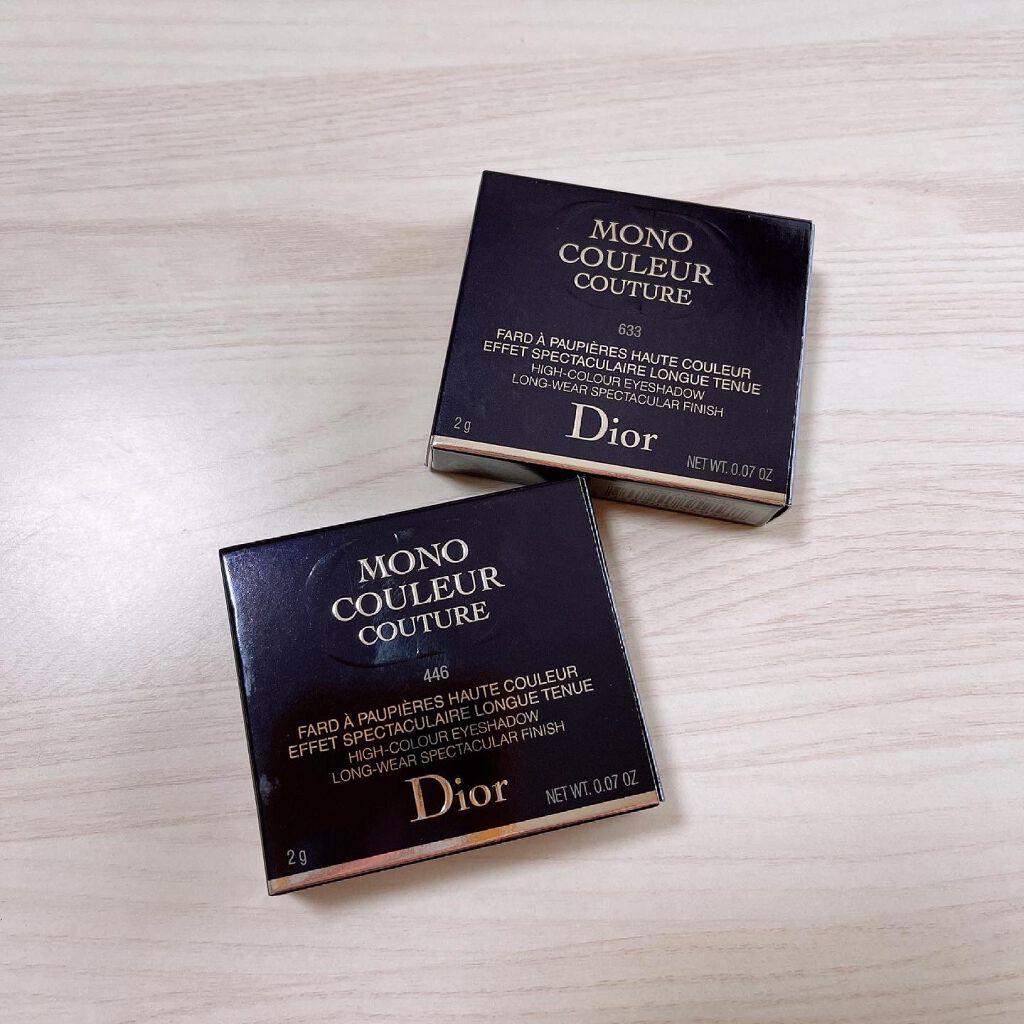 MONO
COULEUR
COUTURE
633
FARD À PAUPIÈRES HAUTE COULEUR
EFFET SPECTACULAIRE LONGUE TENUE
HIGH-COLOUR EYESHADOW
LONG-WEAR SPECTACULAR FINISH
Dior
2 g
NET WT. 0.07 OZ
MONO
COULEUR
COUTURE
446
FARD À PAUPIÈRES HAUTE COULEUR
EFFET SPECTACULAIRE LONGUE TENUE
HIGH-COLOUR EYESHADOW
LONG-WEAR SPECTACULAR FINISH
Dior
NET WT. 0.07 OZ
2 g